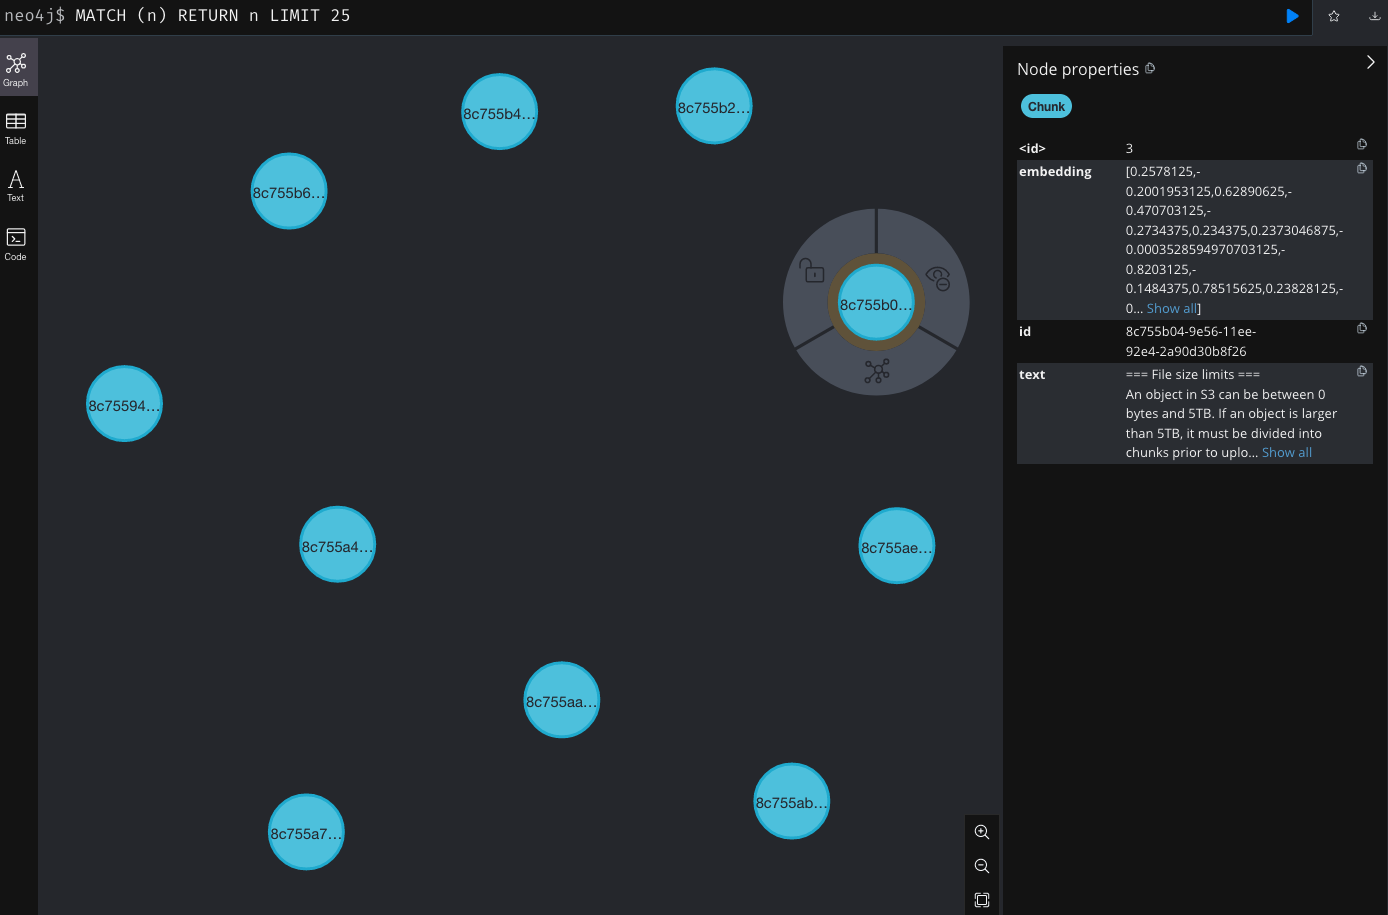 neo4j$ MATCH (n) RETURN n LIMIT 25
Graph
Table
Text
Code
8c755b4...
8c755b2...
8c755b6...
8c755b0...
8c75594...
8c755a4...
8c755ae...
8c755aa...
8c755ab...
8c755a7...
Node properties
Chunk
<id> 3
embedding [0.2578125,-
0.2001953125,0.62890625,-
0.470703125,-
0.2734375,0.234375,0.2373046875,-
0.0003528594970703125,-
0.8203125,-
0.1484375,0.78515625,0.23828125,-
0... Show all]
id 8c755b04-9e56-11ee-
92e4-2a90d30b8f26
text === File size limits ===
An object in S3 can be between 0
bytes and 5TB. If an object is larger
than 5TB, it must be divided into
chunks prior to uplo... Show all